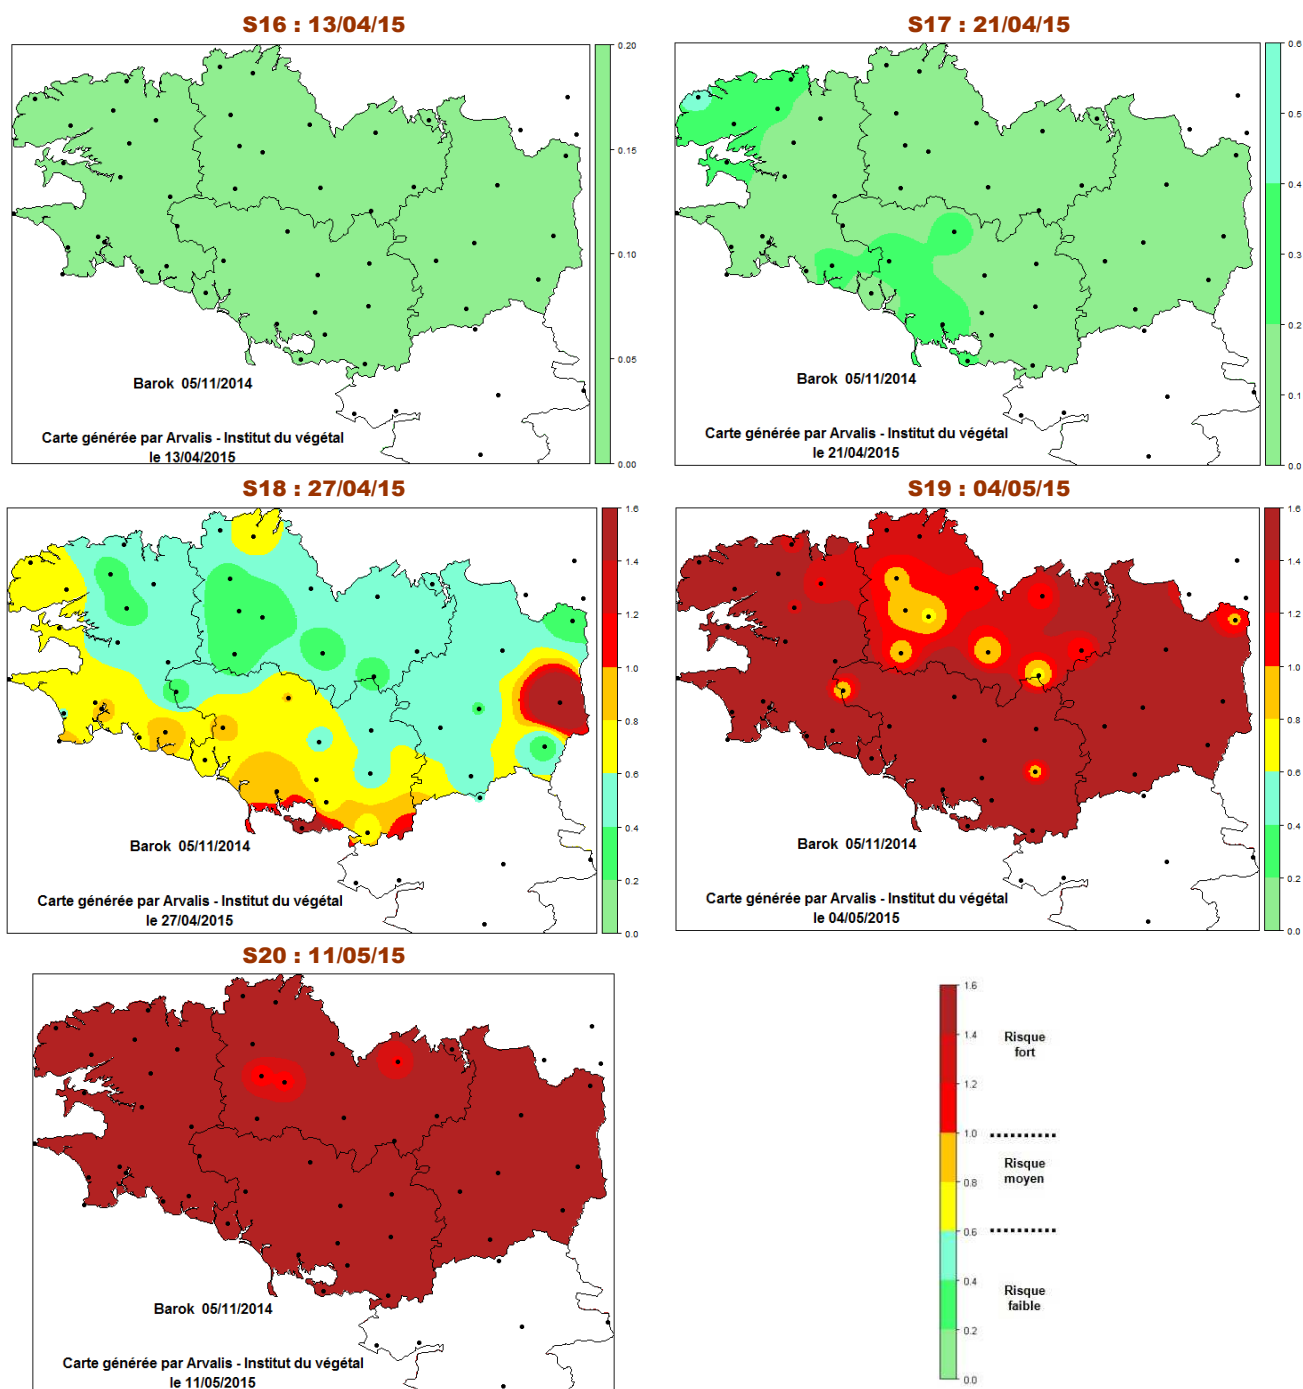 S16 : 13/04/15
0.20
0.15
0.10
0.05
0.00
Barok 05/11/2014
Carte générée par Arvalis - Institut du végétal
le 13/04/2015
S17 : 21/04/15
0.6
0.5
0.4
0.3
0.2
0.1
0.0
Barok 05/11/2014
Carte générée par Arvalis - Institut du végétal
le 21/04/2015
S18 : 27/04/15
1.6
1.4
1.2
1.0
0.8
0.6
0.4
0.2
0.0
Barok 05/11/2014
Carte générée par Arvalis - Institut du végétal
le 27/04/2015
S19 : 04/05/15
1.6
1.4
1.2
1.0
0.8
0.6
0.4
0.2
0.0
Barok 05/11/2014
Carte générée par Arvalis - Institut du végétal
le 04/05/2015
S20 : 11/05/15
Barok 05/11/2014
Carte générée par Arvalis - Institut du végétal
le 11/05/2015
1.6
1.4
1.2
1.0
0.8
0.6
0.4
0.2
0.0
Risque
fort
Risque
moyen
Risque
faible